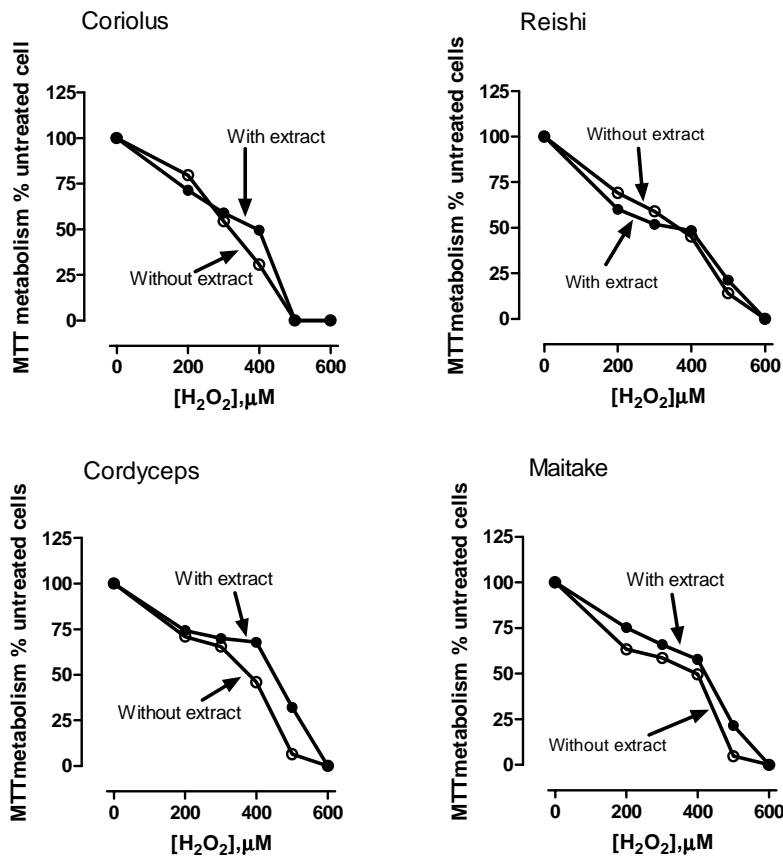 Coriolus
MTT metabolism % untreated cell
125
100
75
50
25
0
With extract
Without extract
0 200 400 600
[H₂O₂],µM
Reishi
MTTmetabolism % untreated cells
125
100
75
50
25
0
Without extract
With extract
0 200 400 600
[H₂O₂]µM
Cordyceps
MTTmetabolism % untreated cells
125
100
75
50
25
0
With extract
Without extract
0 200 400 600
[H₂O₂],µM
Maitake
MTTmetabolism % untreated cells
125
100
75
50
25
0
With extract
Without extract
0 200 400 600
[H₂O₂],µM